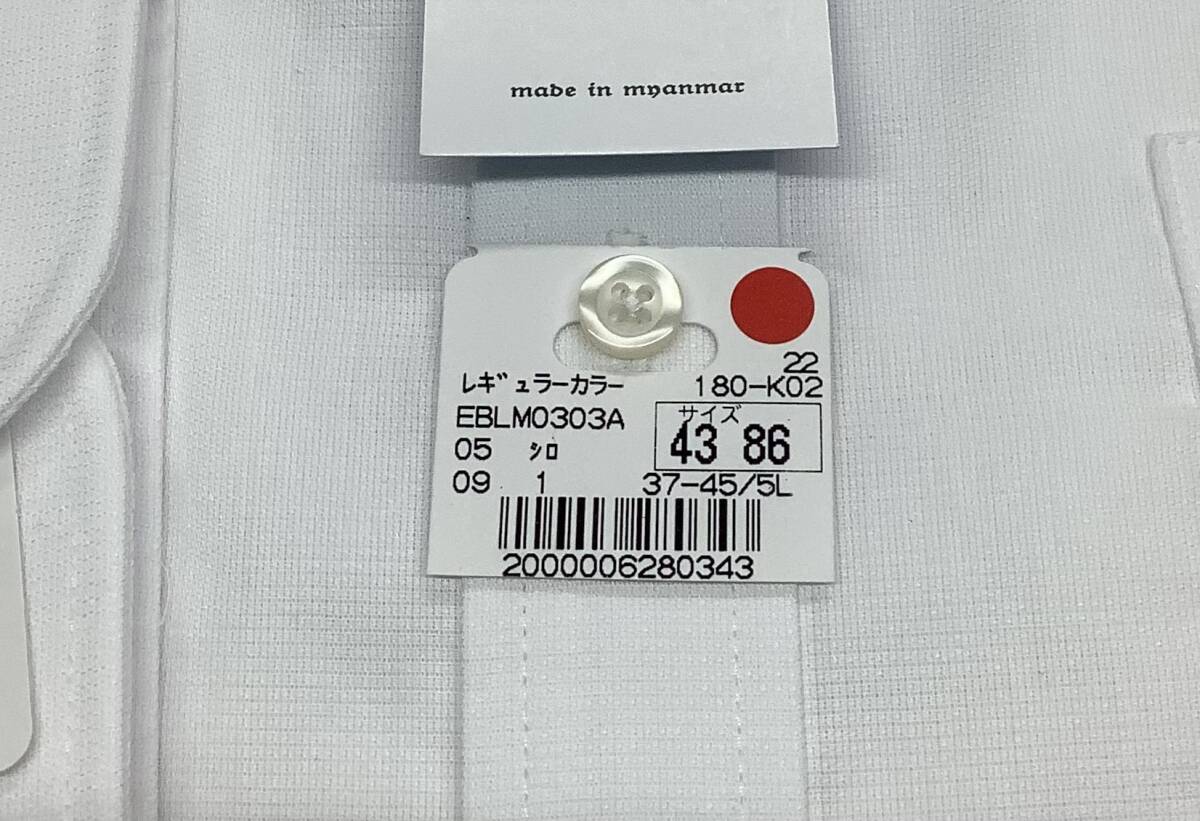 made in myanmar
22
レギュラーカラー 180-K02
EBLM0303A サイズ
05 シロ 43 86
09 1 37-45/5L
2000006280343